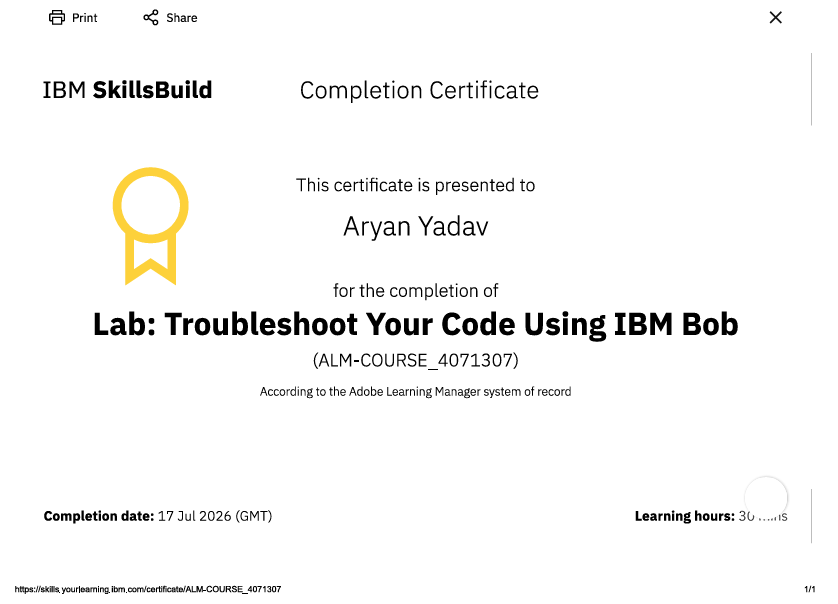 Print Share
IBM SkillsBuild Completion Certificate
This certificate is presented to
Aryan Yadav
for the completion of
Lab: Troubleshoot Your Code Using IBM Bob
(ALM-COURSE_4071307)
According to the Adobe Learning Manager system of record
Completion date: 17 Jul 2026 (GMT) Learning hours: 30 mins
https://skills.yourlearning.ibm.com/certificate/ALM-COURSE_4071307 1/1